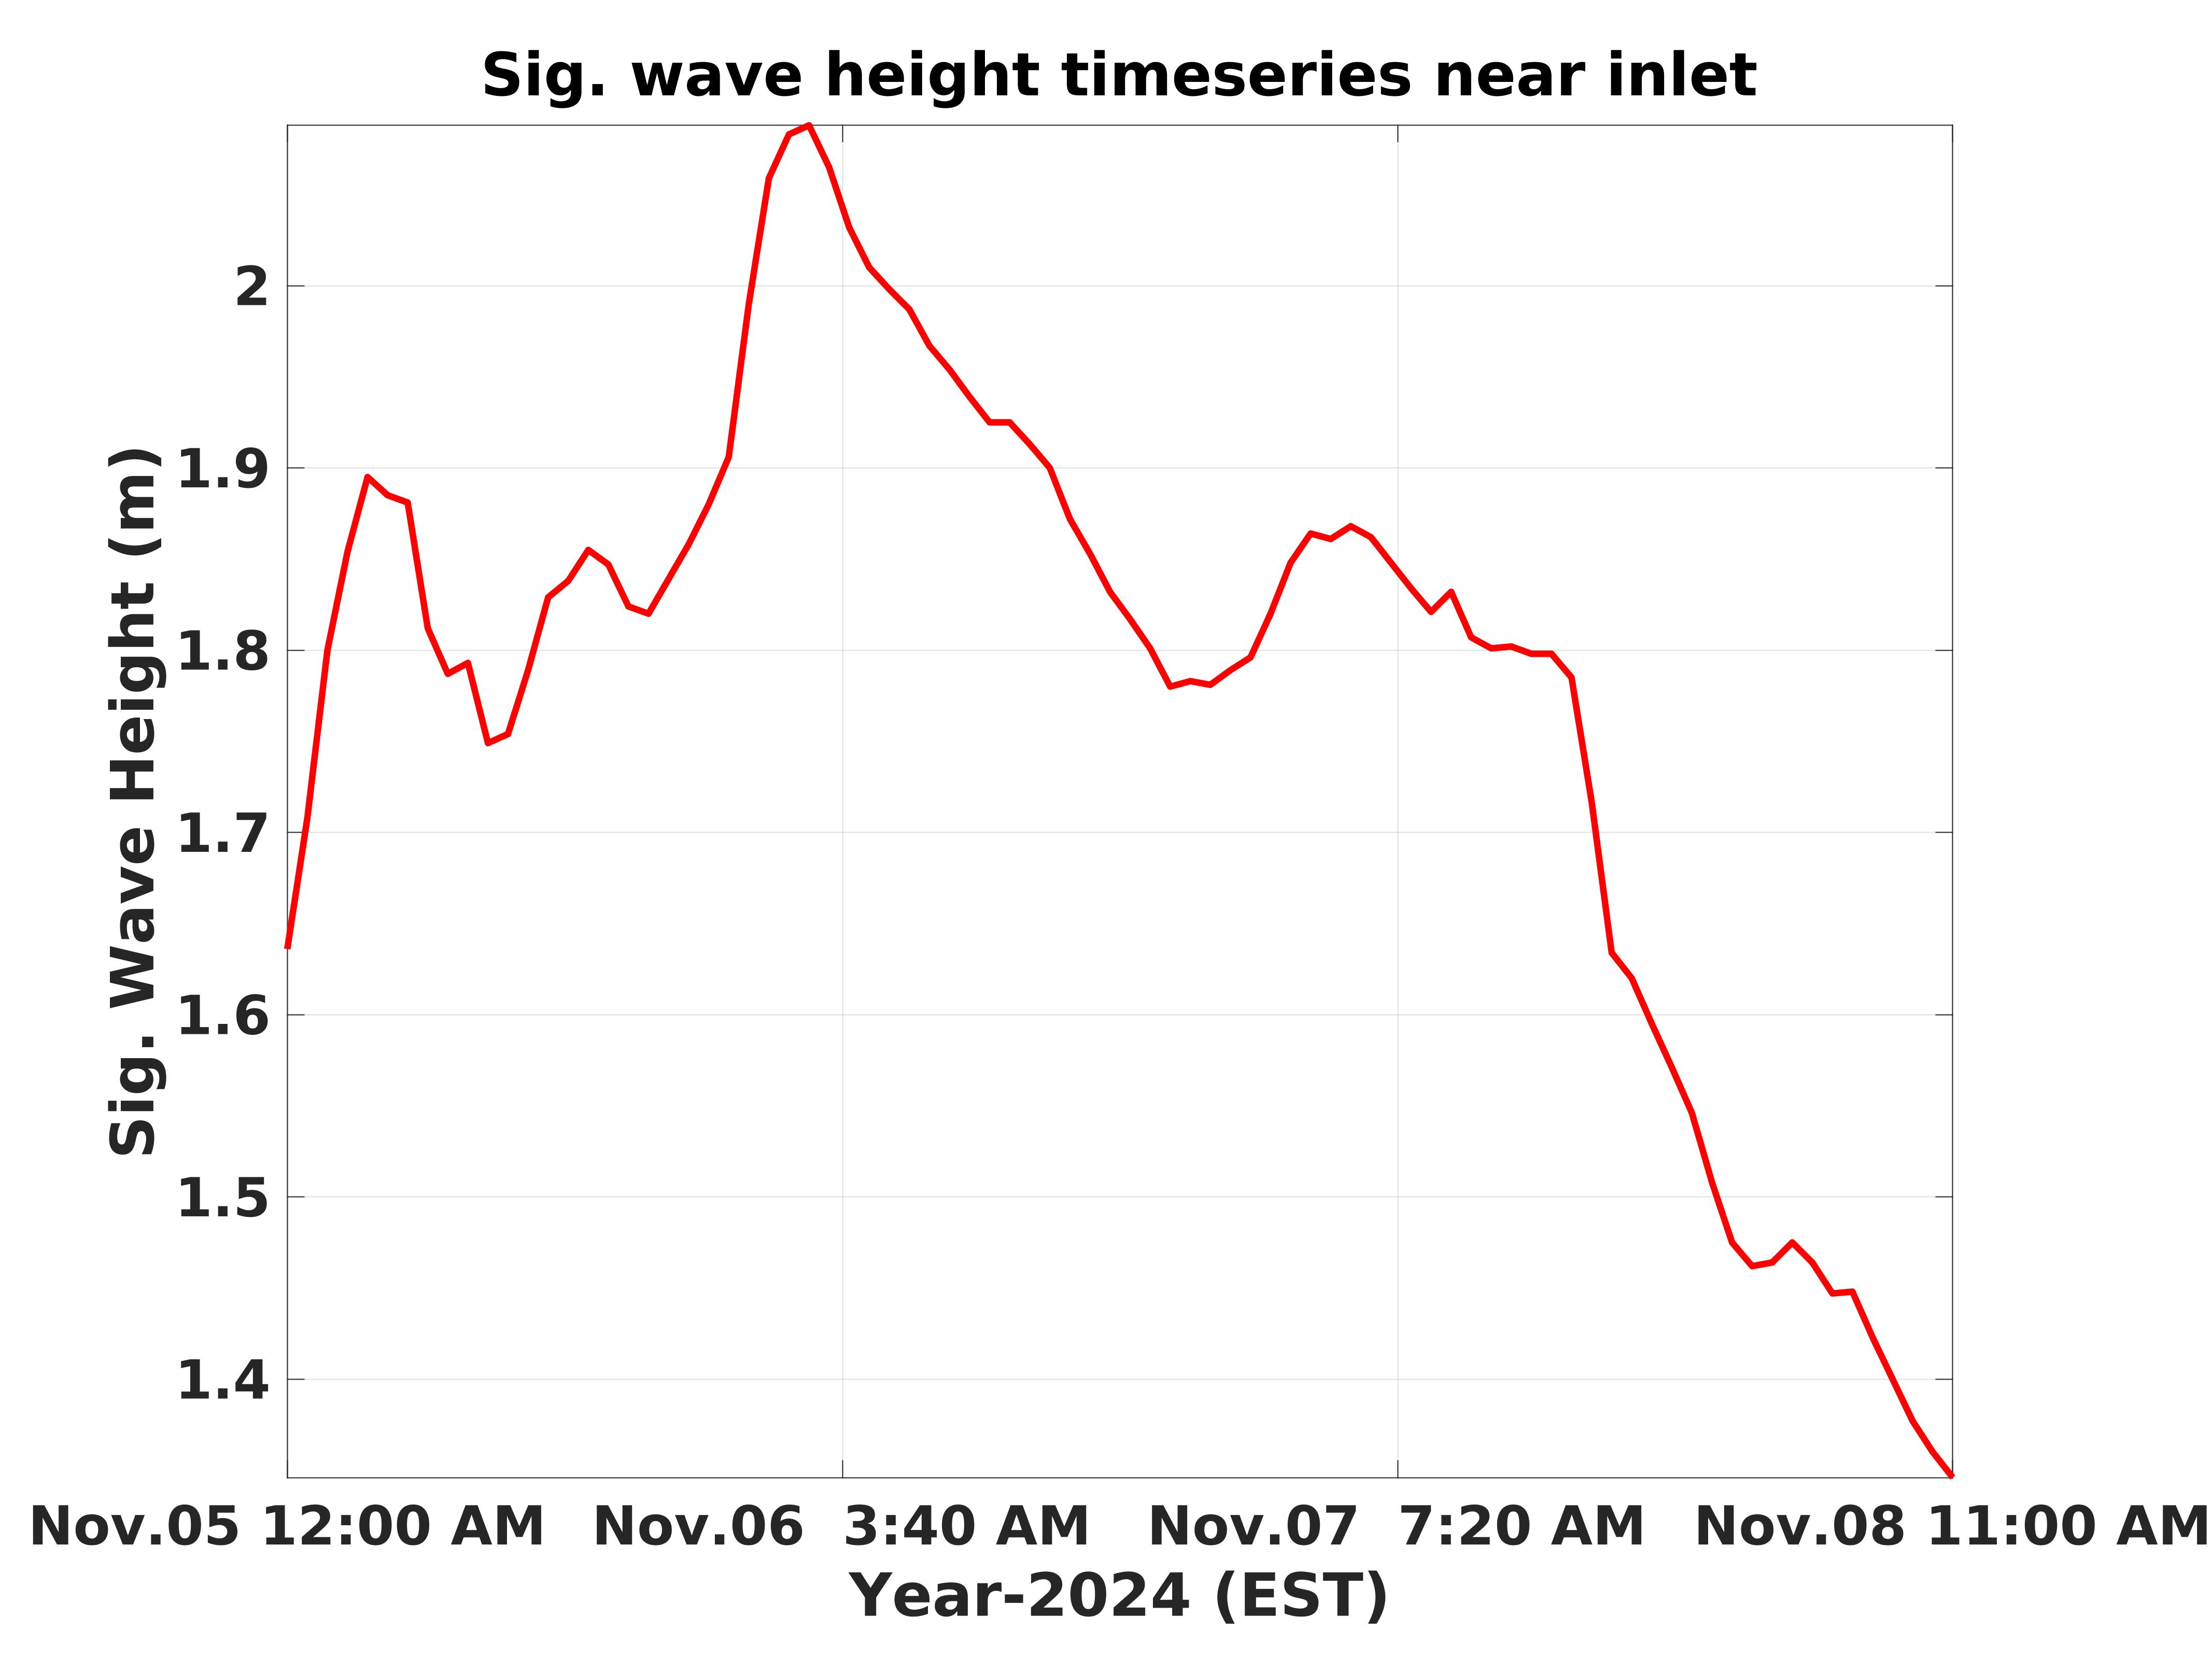 Sig. wave height timeseries near inlet
Sig. Wave Height (m)
2
1.9
1.8
1.7
1.6
1.5
1.4
Nov.05 12:00 AM Nov.06 3:40 AM Nov.07 7:20 AM Nov.08 11:00 AM
Year-2024 (EST)